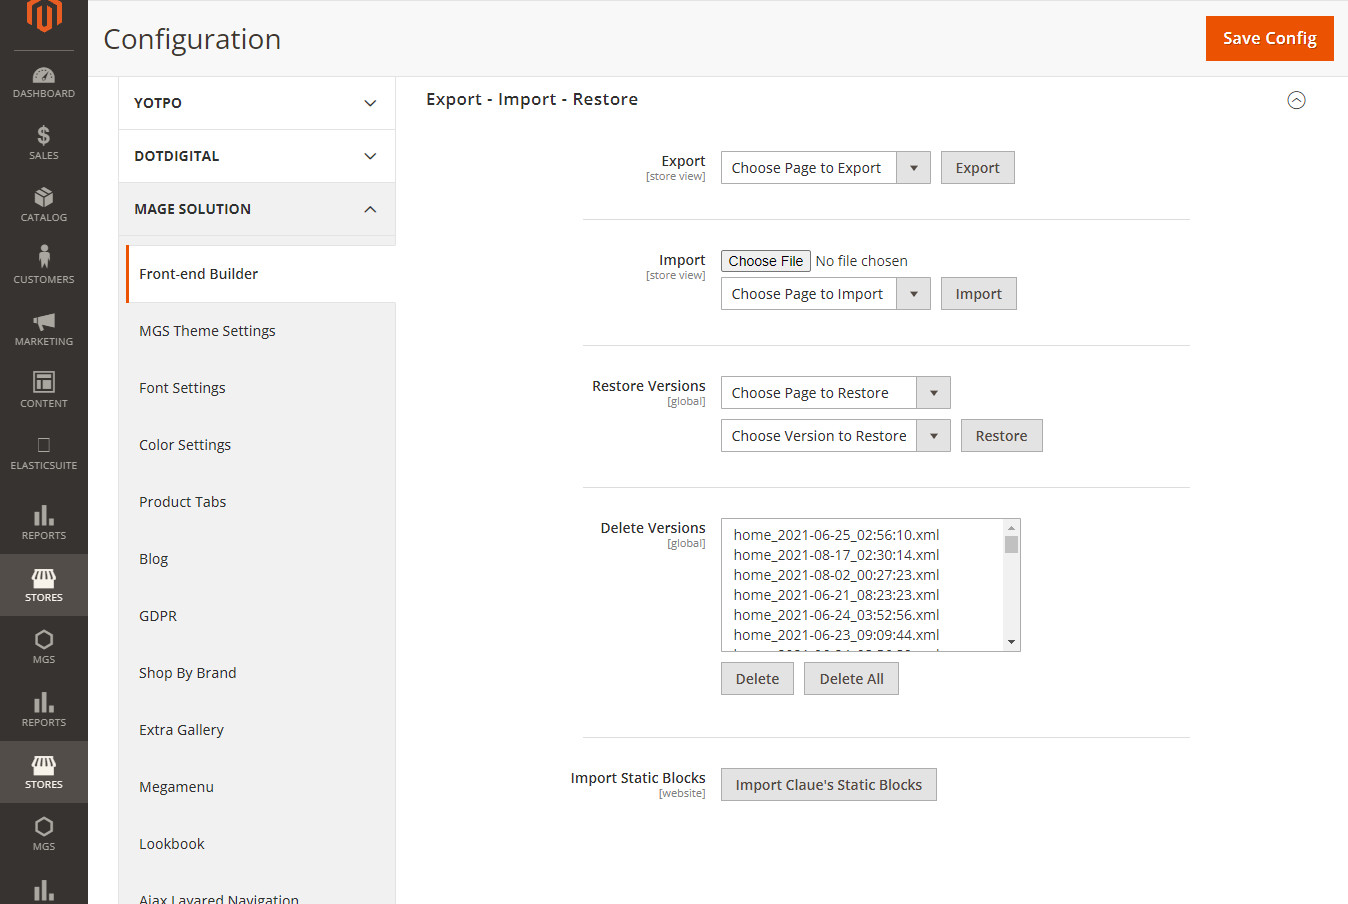 Configuration
Save Config
DASHBOARD
SALES
CATALOG
CUSTOMERS
MARKETING
CONTENT
ELASTICSUITE
REPORTS
STORES
MGS
REPORTS
STORES
MGS
YOTPO
DOTDIGITAL
MAGE SOLUTION
Front-end Builder
MGS Theme Settings
Font Settings
Color Settings
Product Tabs
Blog
GDPR
Shop By Brand
Extra Gallery
Megamenu
Lookbook
Ajax Layared Navigation
Export - Import - Restore
Export Choose Page to Export Export
[store view]
Import Choose File No file chosen
[store view]
Choose Page to Import Import
Restore Versions Choose Page to Restore
[global]
Choose Version to Restore Restore
Delete Versions
[global]
home_2021-06-25_02:56:10.xml
home_2021-08-17_02:30:14.xml
home_2021-08-02_00:27:23.xml
home_2021-06-21_08:23:23.xml
home_2021-06-24_03:52:56.xml
home_2021-06-23_09:09:44.xml
Delete Delete All
Import Static Blocks Import Claue's Static Blocks
[website]